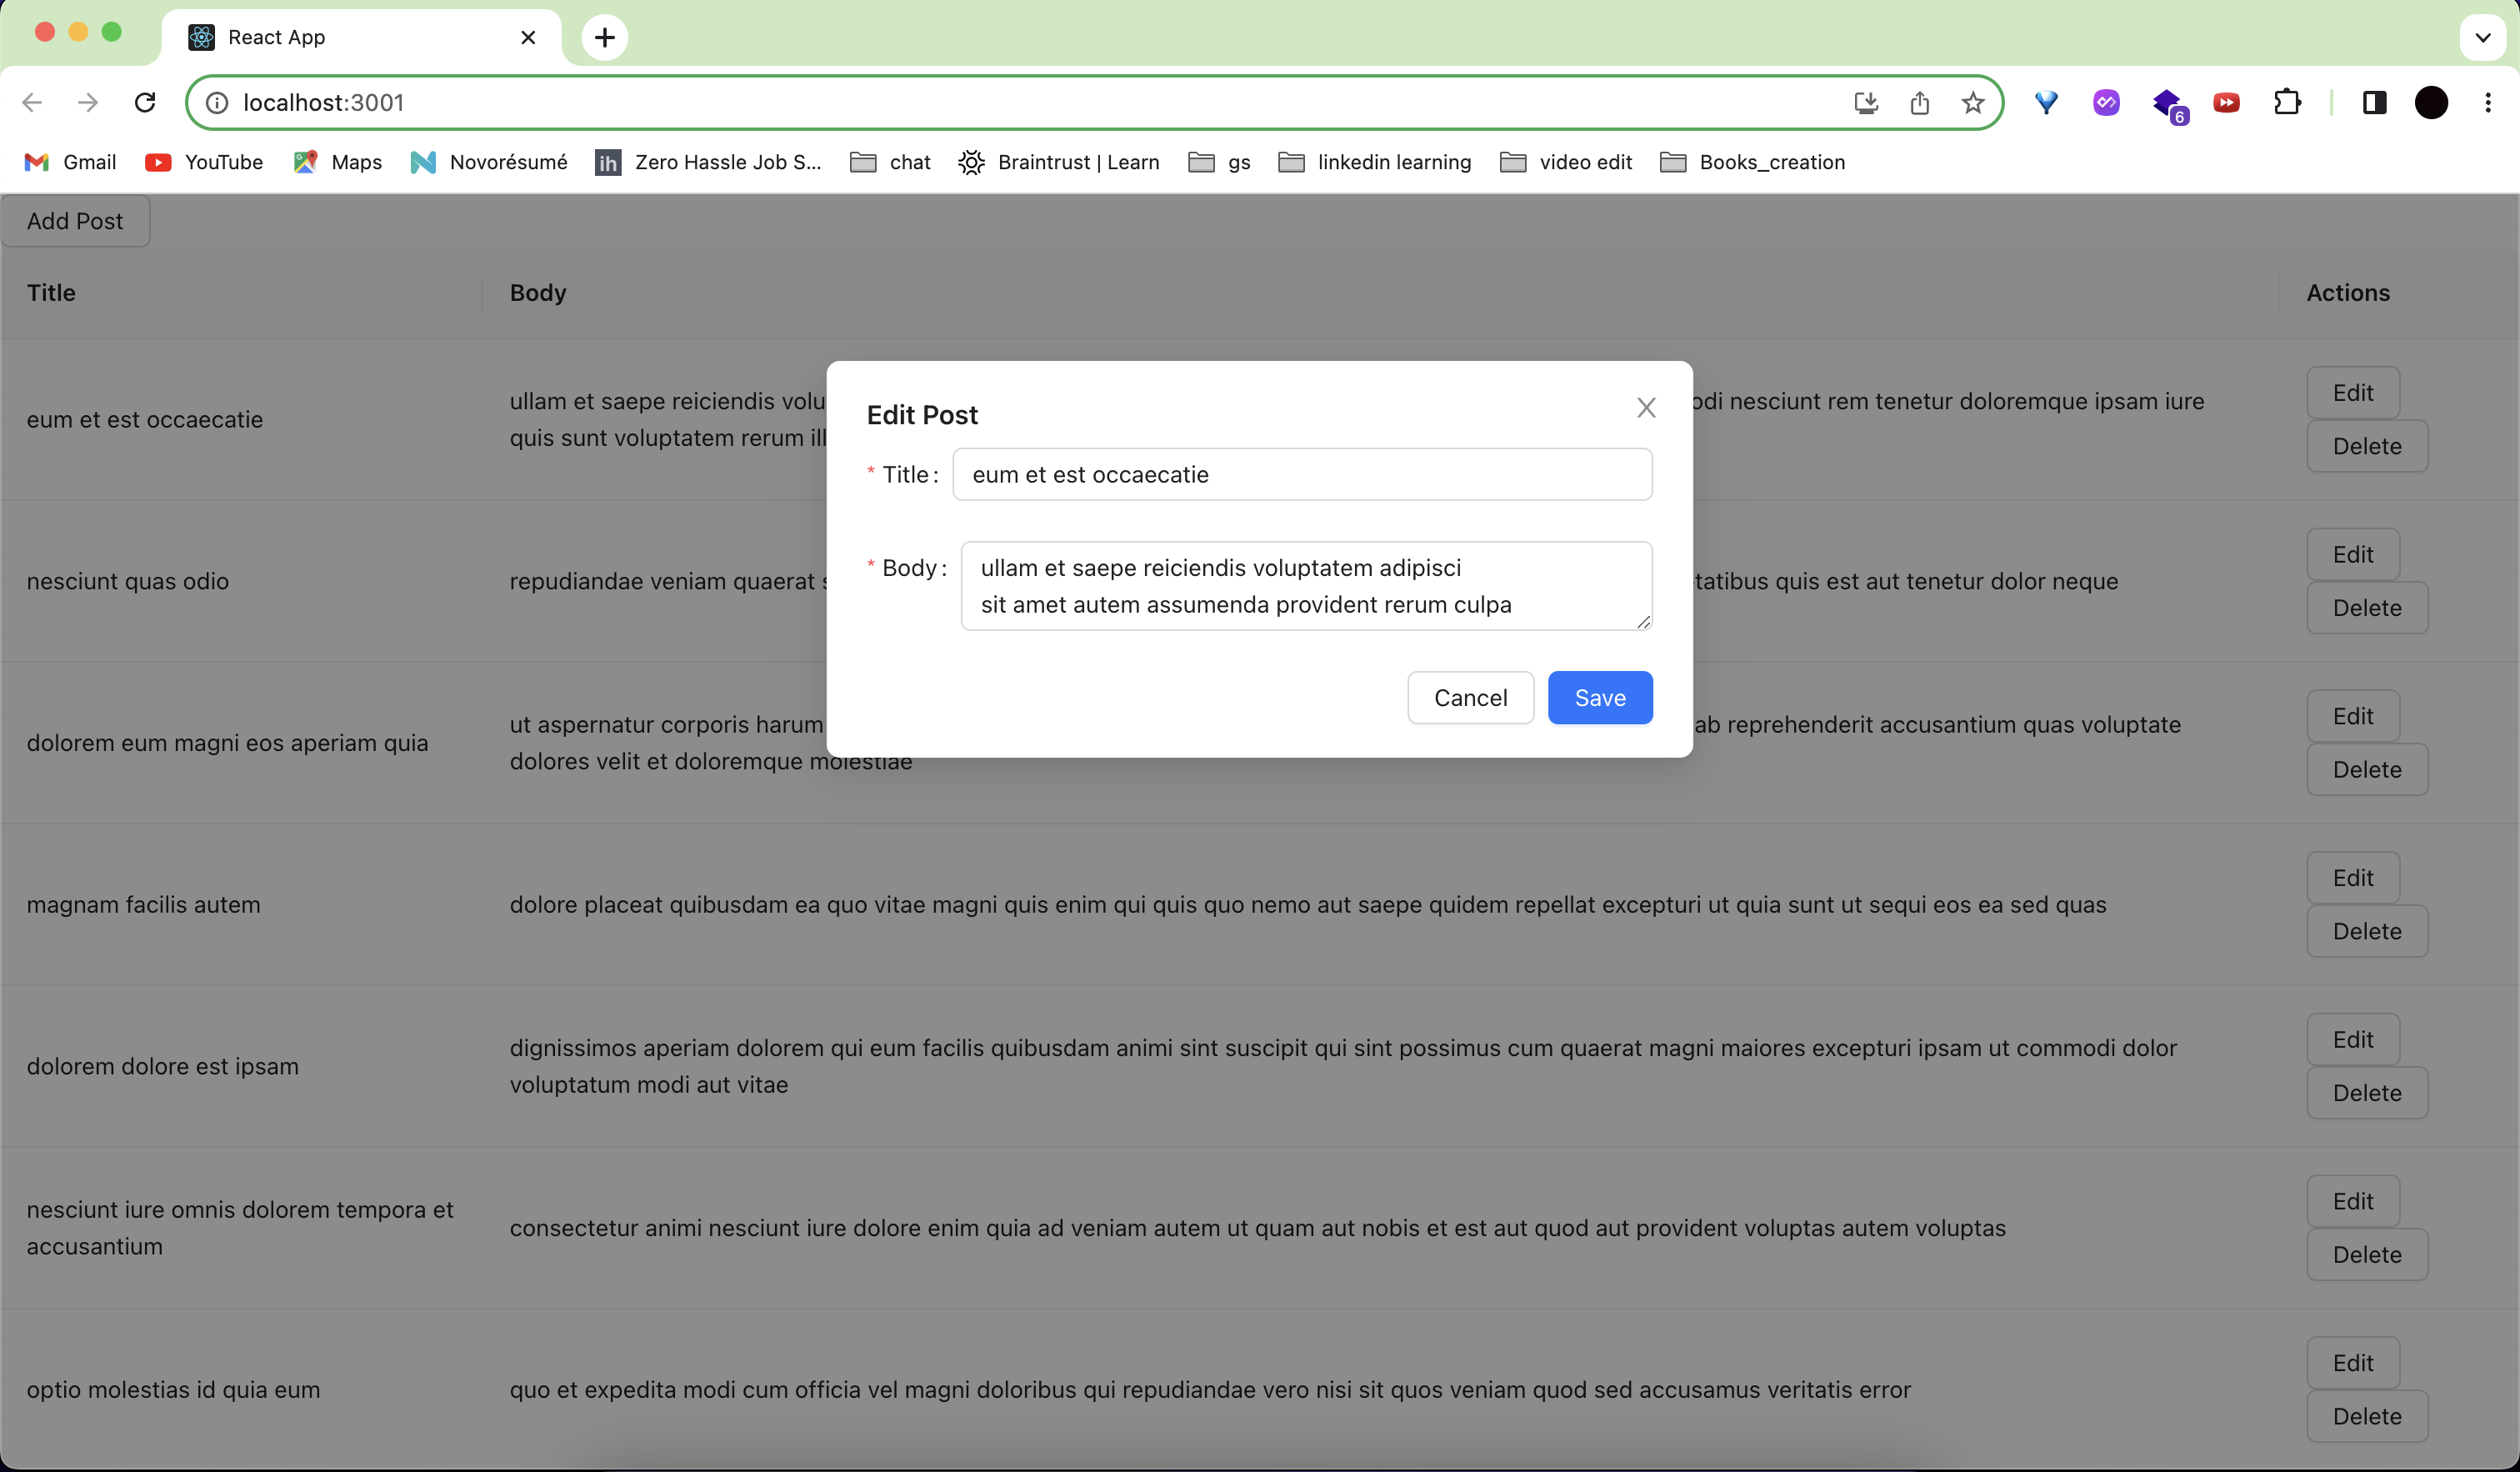 React App
localhost:3001
6
Gmail YouTube Maps Novorésumé ih Zero Hassle Job S... chat Braintrust | Learn gs linkedin learning video edit Books_creation
Add Post
Title Body Actions
eum et est occaecatie
ullam et saepe reiciendis volu
odi nesciunt rem tenetur doloremque ipsam iure
quis sunt voluptatem rerum ill
Edit
Delete
Edit Post
* Title: eum et est occaecatie
* Body: ullam et saepe reiciendis voluptatem adipisci
sit amet autem assumenda provident rerum culpa
Cancel Save
nesciunt quas odio
repudiandae veniam quaerat s
tatibus quis est aut tenetur dolor neque
Edit
Delete
dolorem eum magni eos aperiam quia
ut aspernatur corporis harum
ab reprehenderit accusantium quas voluptate
dolores velit et doloremque molestiae
Edit
Delete
magnam facilis autem
dolore placeat quibusdam ea quo vitae magni quis enim qui quis quo nemo aut saepe quidem repellat excepturi ut quia sunt ut sequi eos ea sed quas
Edit
Delete
dolorem dolore est ipsam
dignissimos aperiam dolorem qui eum facilis quibusdam animi sint suscipit qui sint possimus cum quaerat magni maiores excepturi ipsam ut commodi dolor
voluptatum modi aut vitae
Edit
Delete
nesciunt iure omnis dolorem tempora et
accusantium
consectetur animi nesciunt iure dolore enim quia ad veniam autem ut quam aut nobis et est aut quod aut provident voluptas autem voluptas
Edit
Delete
optio molestias id quia eum
quo et expedita modi cum officia vel magni doloribus qui repudiandae vero nisi sit quos veniam quod sed accusamus veritatis error
Edit
Delete